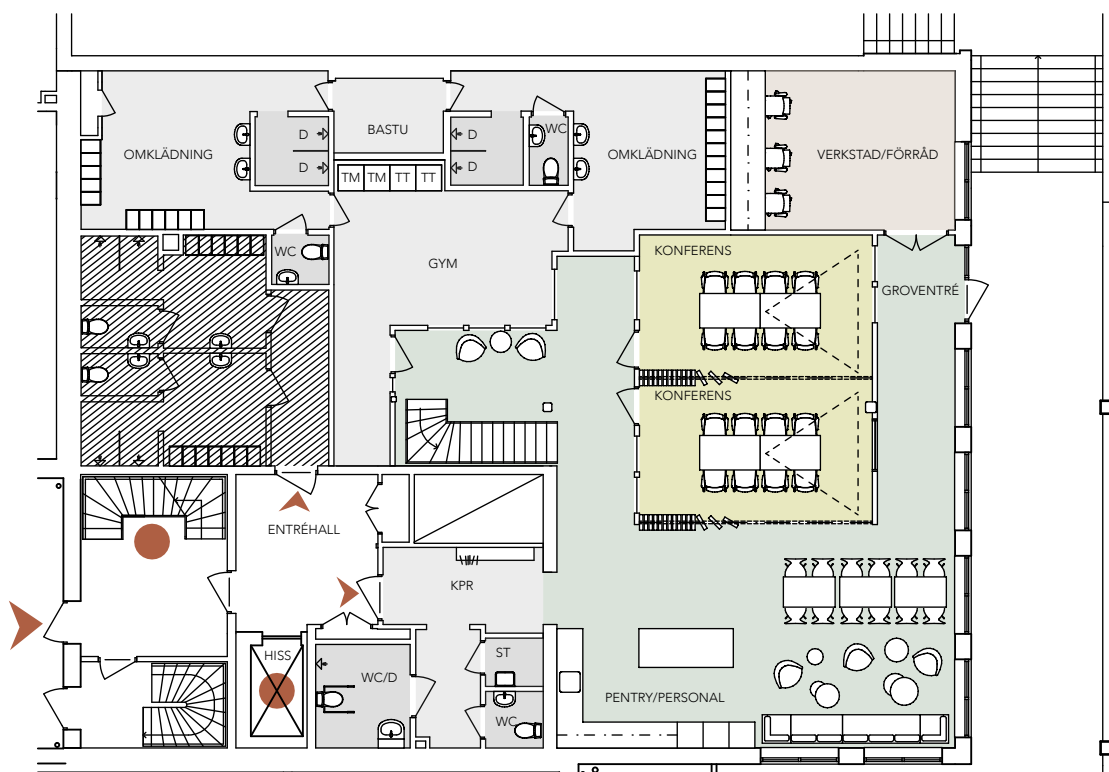 D
BASTU
D
WC
OMKLÄDNING
OMKLÄDNING
VERKSTAD/FÖRRÅD
D
D
TM TM TT TT
WC
GYM
KONFERENS
GROVENTRÉ
KONFERENS
ENTRÉHALL
KPR
HISS
WC/D
ST
WC
PENTRY/PERSONAL